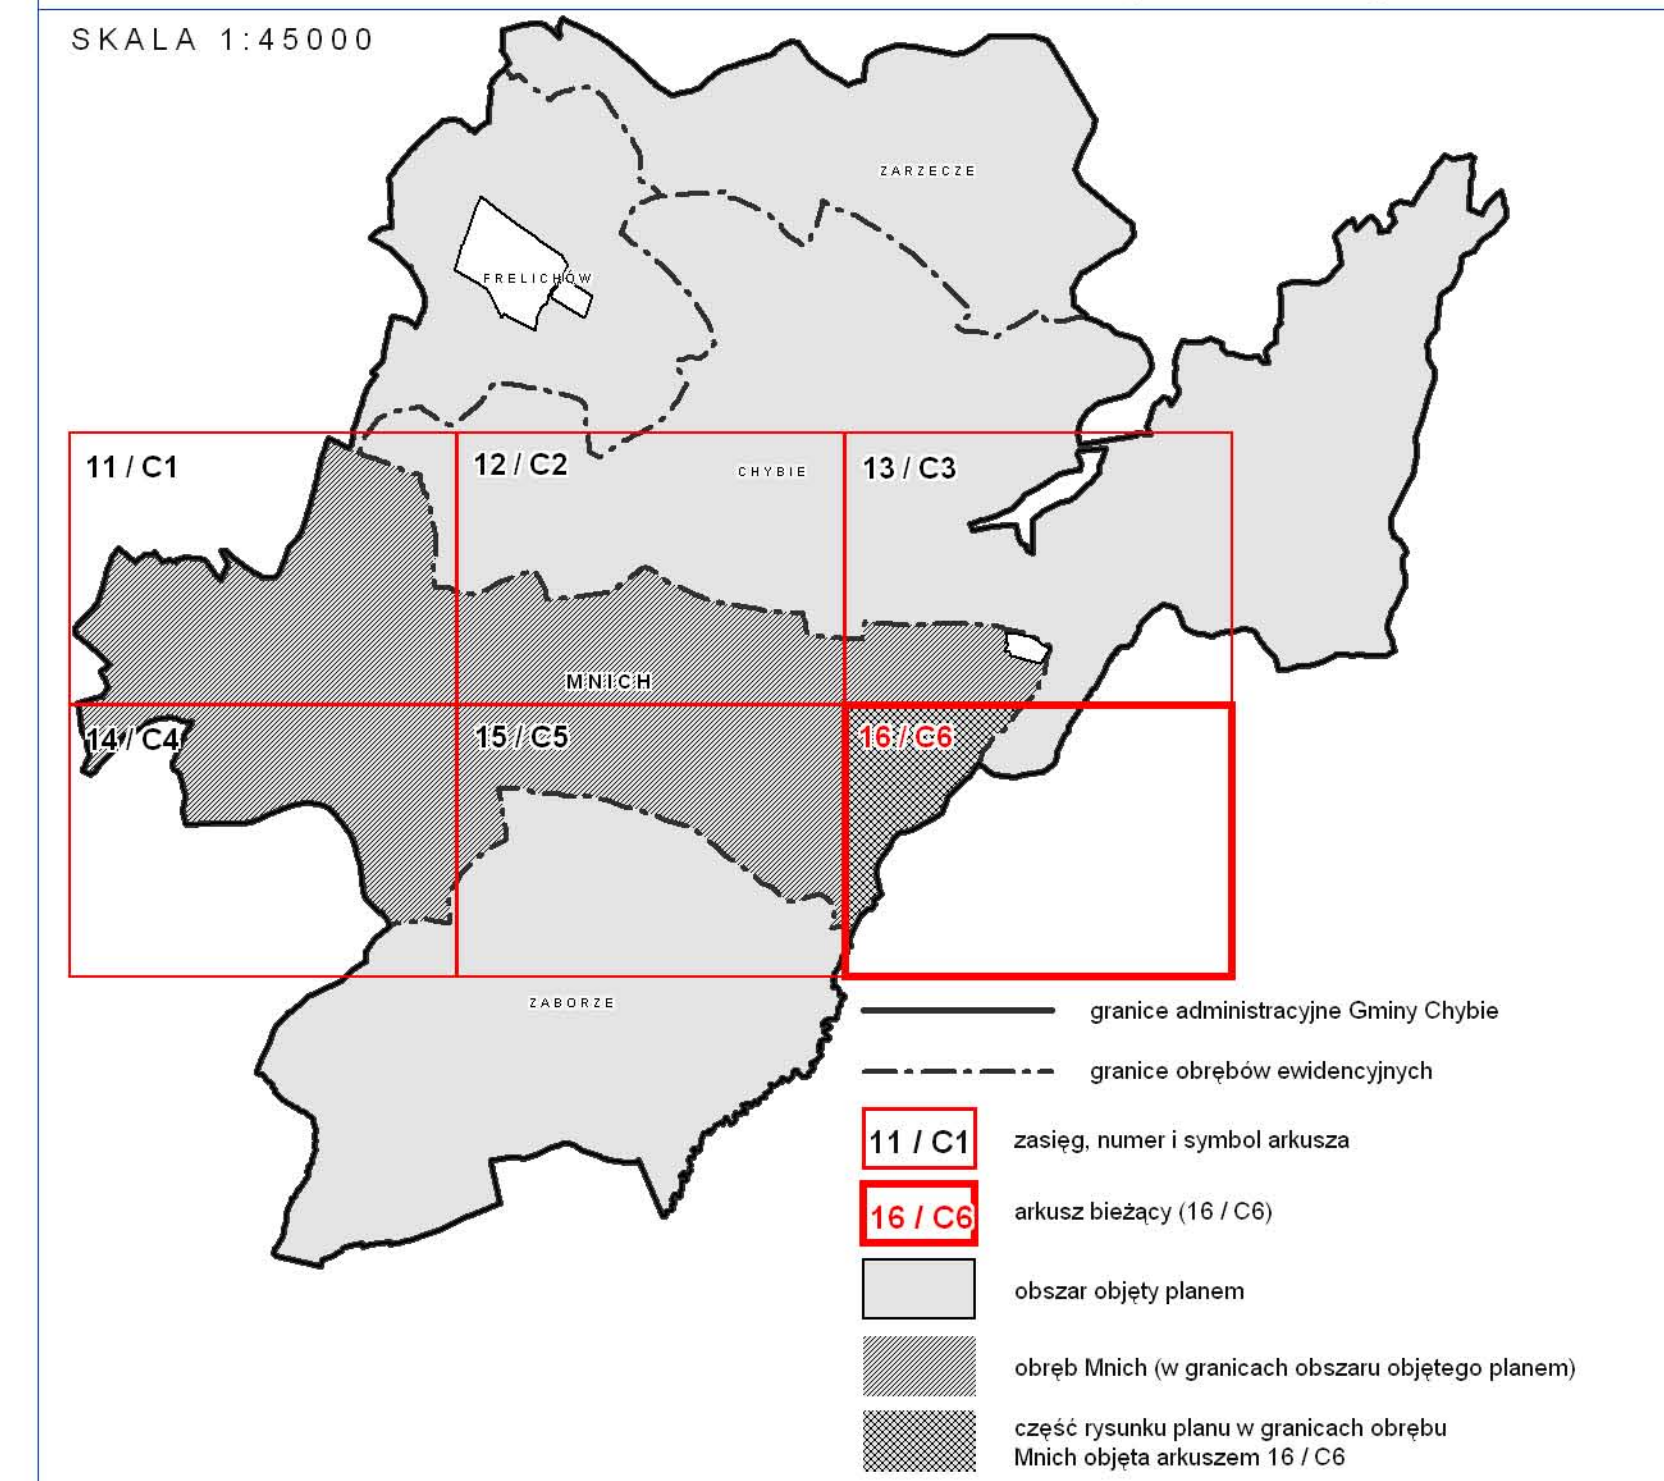 SKALA 1:45000
ZARZECZE
FRELICHÓW
11 / C1
12 / C2
CHYBIE
13 / C3
MNICH
14 / C4
15 / C5
16 / C6
ZABORZE
granice administracyjne Gminy Chybie
granice obrębów ewidencyjnych
11 / C1 zasięg, numer i symbol arkusza
16 / C6 arkusz bieżący (16 / C6)
obszar objęty planem
obręb Mnich (w granicach obszaru objętego planem)
część rysunku planu w granicach obrębu
Mnich objęta arkuszem 16 / C6